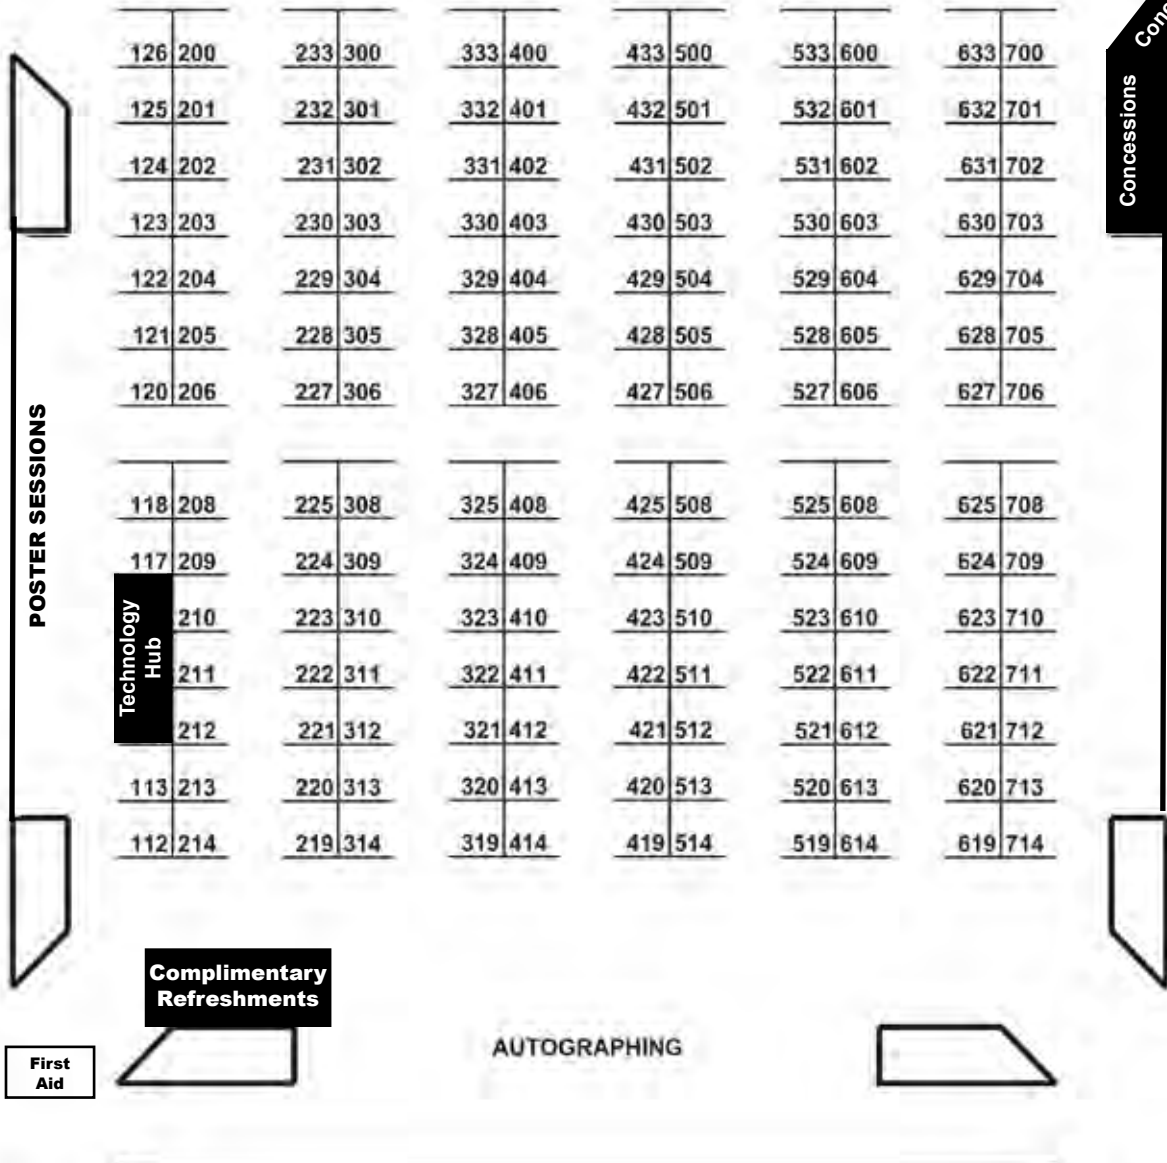 Conc
Concessions
126 200 233 300 333 400 433 500 533 600 633 700
125 201 232 301 332 401 432 501 532 601 632 701
124 202 231 302 331 402 431 502 531 602 631 702
123 203 230 303 330 403 430 503 530 603 630 703
122 204 229 304 329 404 429 504 529 604 629 704
121 205 228 305 328 405 428 505 528 605 628 705
120 206 227 306 327 406 427 506 527 606 627 706
POSTER SESSIONS
118 208 225 308 325 408 425 508 525 608 625 708
117 209 224 309 324 409 424 509 524 609 624 709
Technology
Hub
210 223 310 323 410 423 510 523 610 623 710
211 222 311 322 411 422 511 522 611 622 711
212 221 312 321 412 421 512 521 612 621 712
113 213 220 313 320 413 420 513 520 613 620 713
112 214 219 314 319 414 419 514 519 614 619 714
Complimentary
Refreshments
AUTOGRAPHING
First
Aid